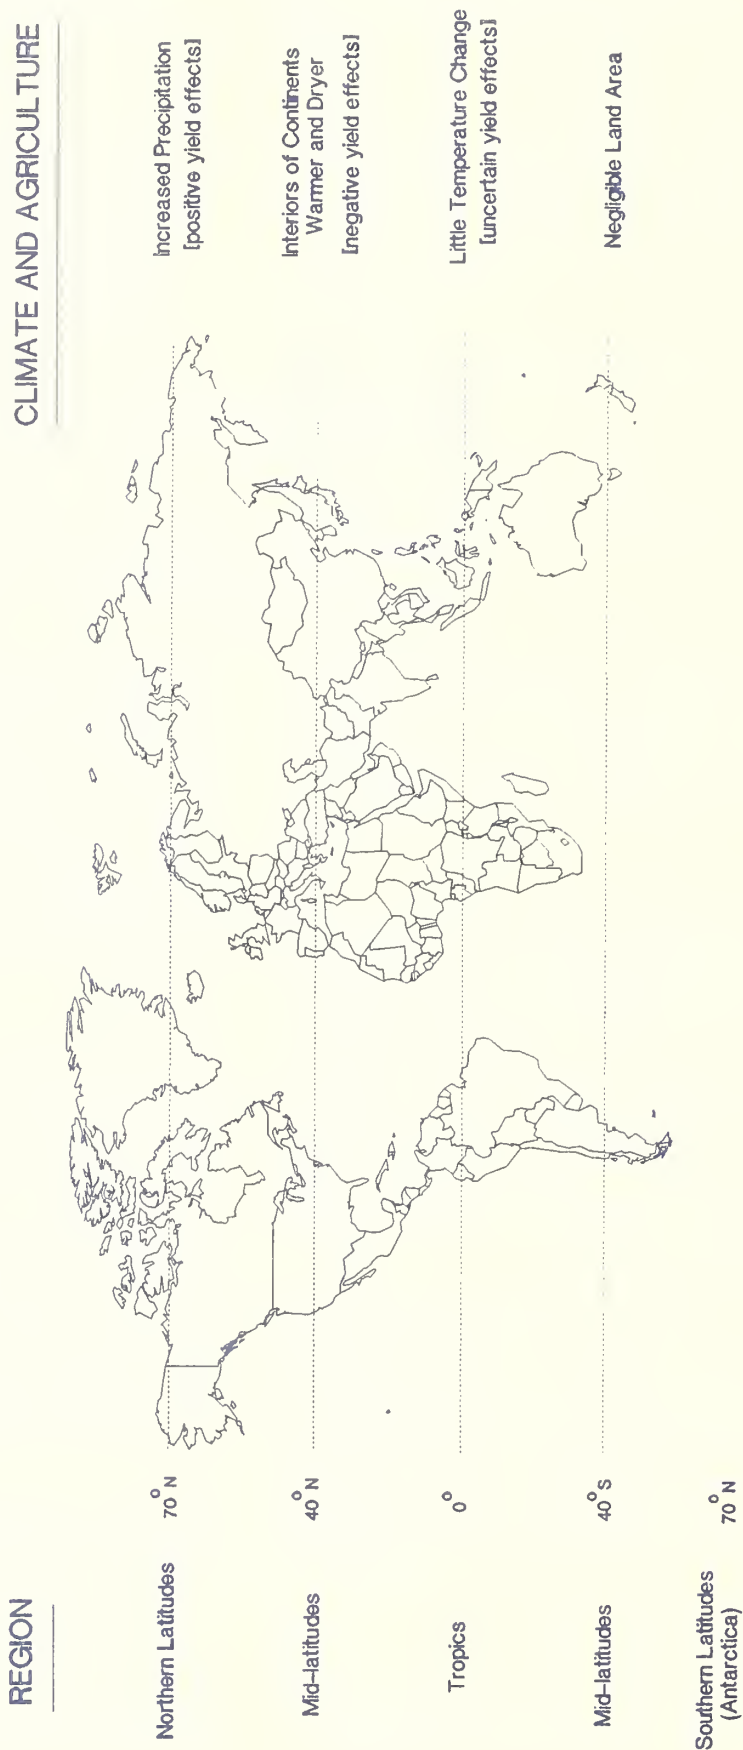 REGION
CLIMATE AND AGRICULTURE
Northern Latitudes
70° N
Increased Precipitation
[positive yield effects]
Mid-latitudes
40° N
Interiors of Continents
Warmer and Dryer
[negative yield effects]
Tropics
0°
Little Temperature Change
[uncertain yield effects]
Mid-latitudes
40° S
Negligible Land Area
Southern Latitudes
(Antarctica)
70° N